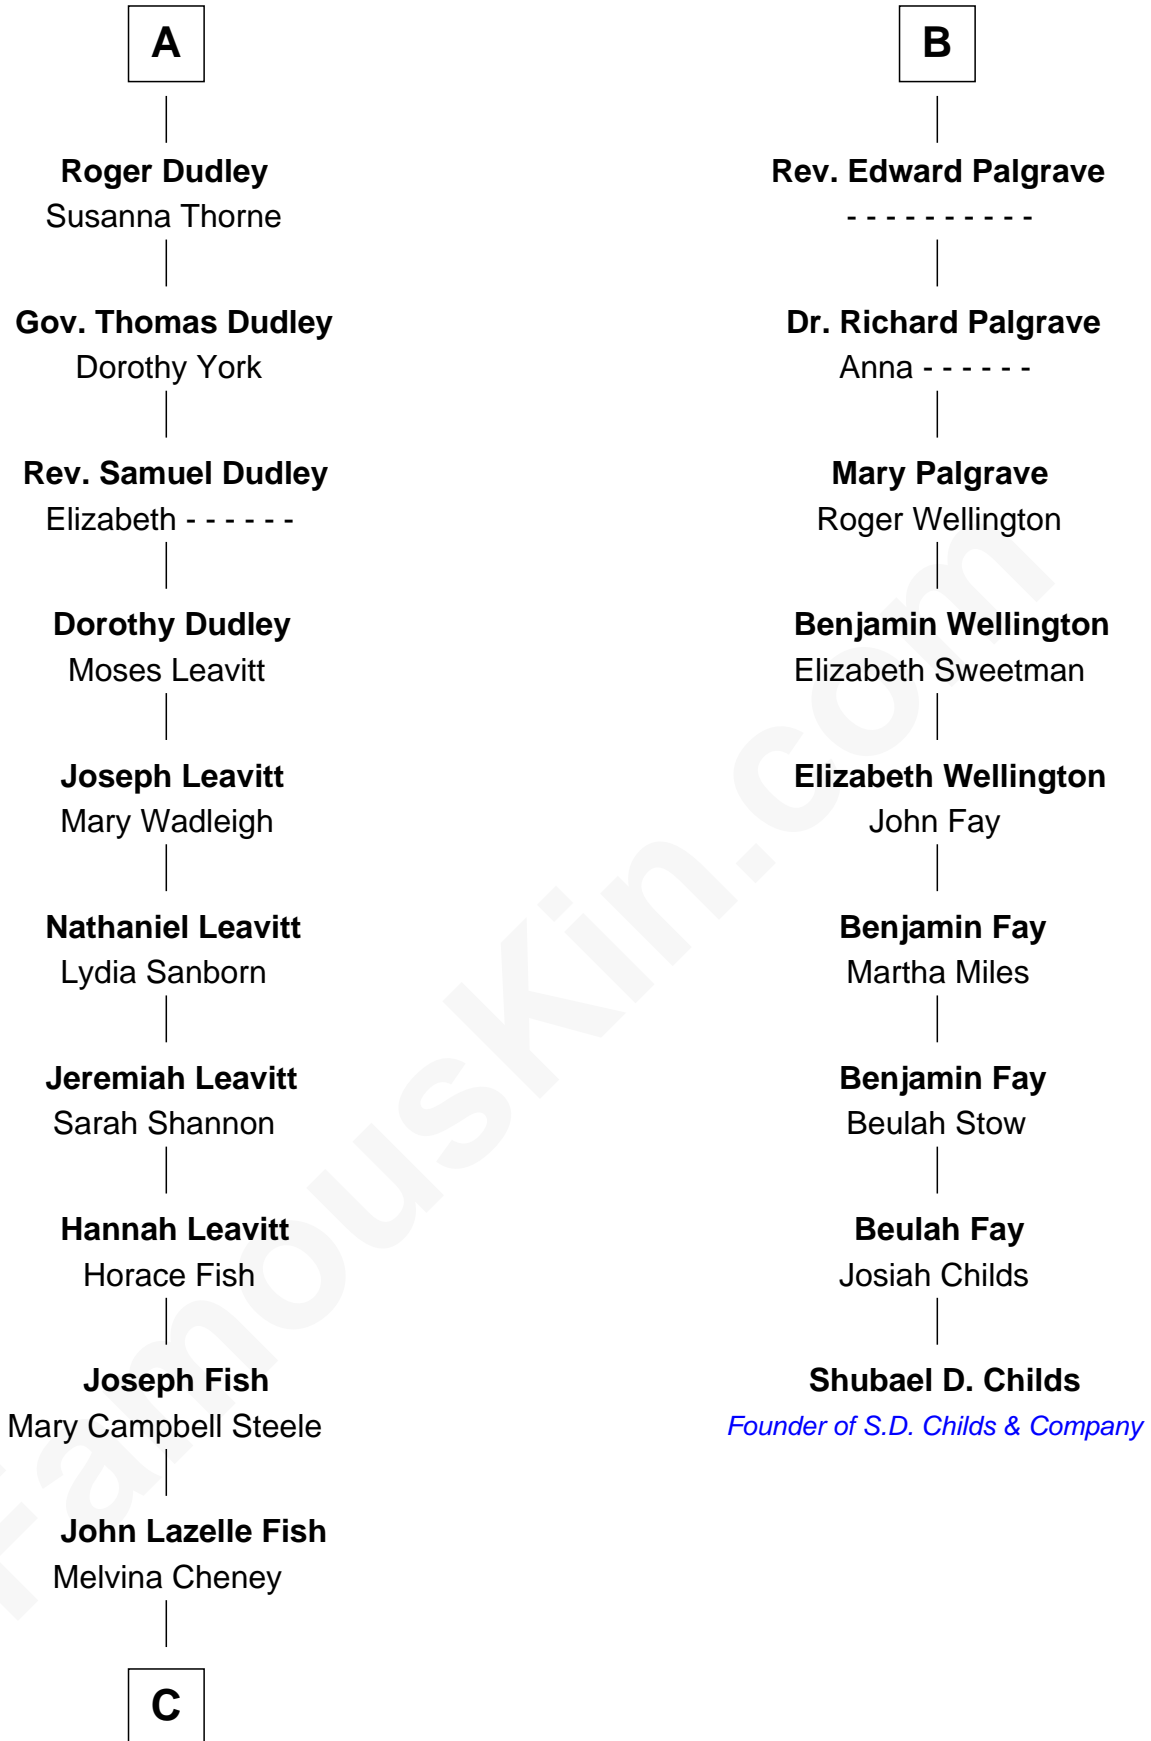 A
Roger Dudley
Susanna Thorne
Gov. Thomas Dudley
Dorothy York
Rev. Samuel Dudley
Elizabeth - - - - - -
Dorothy Dudley
Moses Leavitt
Joseph Leavitt
Mary Wadleigh
Nathaniel Leavitt
Lydia Sanborn
Jeremiah Leavitt
Sarah Shannon
Hannah Leavitt
Horace Fish
Joseph Fish
Mary Campbell Steele
John Lazelle Fish
Melvina Cheney
C
B
Rev. Edward Palgrave
- - - - - - - - - -
Dr. Richard Palgrave
Anna - - - - - -
Mary Palgrave
Roger Wellington
Benjamin Wellington
Elizabeth Sweetman
Elizabeth Wellington
John Fay
Benjamin Fay
Martha Miles
Benjamin Fay
Beulah Stow
Beulah Fay
Josiah Childs
Shubael D. Childs
Founder of S.D. Childs & Company
FamousKin.com